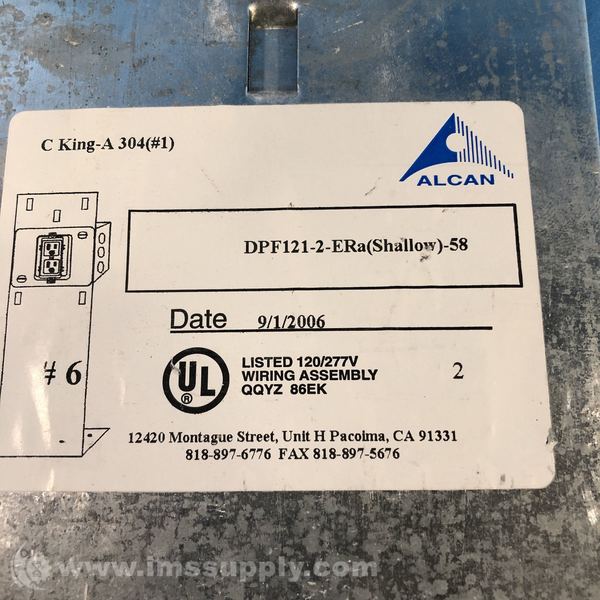 C King-A 304(#1)
ALCAN
DPF121-2-ERa(Shallow)-58
Date 9/1/2006
# 6
UL
®
LISTED 120/277V
WIRING ASSEMBLY
QQYZ 86EK
2
12420 Montague Street, Unit H Pacoima, CA 91331
818-897-6776 FAX 818-897-5676
© www.imssupply.com